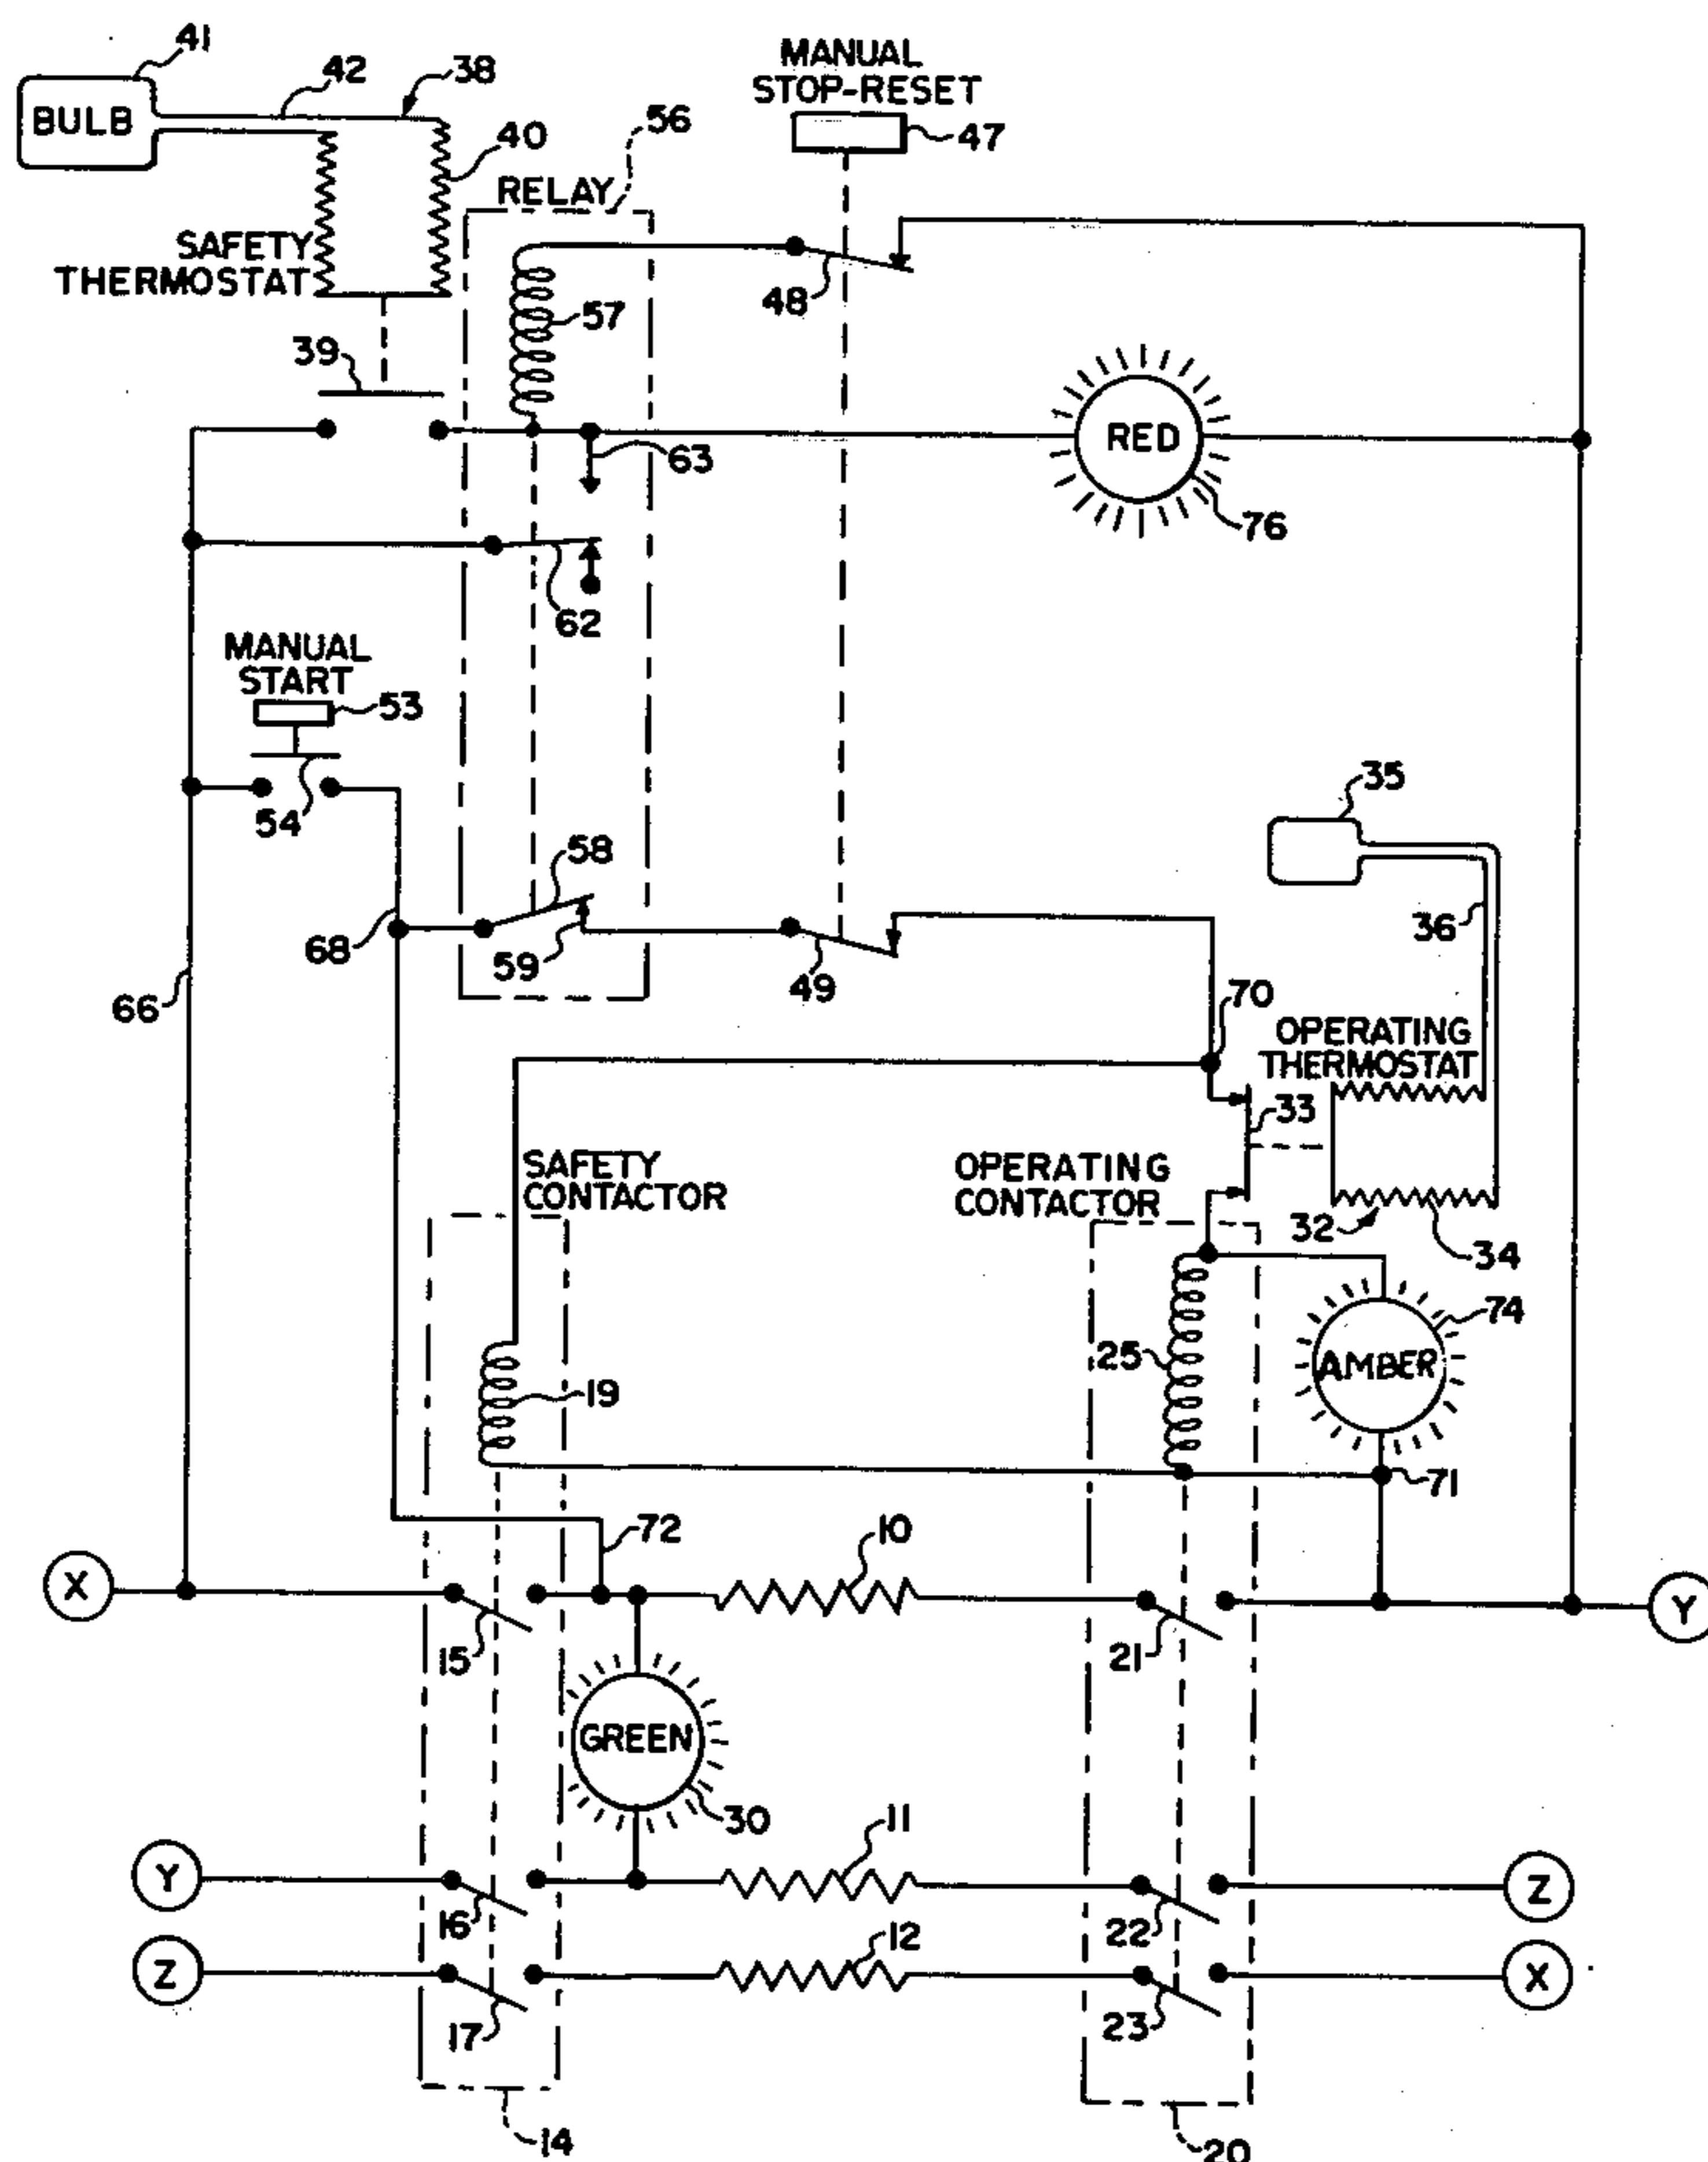 41
42
38
MANUAL
STOP-RESET
BULB
40
56
47
RELAY
SAFETY
THERMOSTAT
48
57
39
RED
63
76
62
MANUAL
START
53
54
35
58
68
59
49
36
66
70
OPERATING
THERMOSTAT
33
SAFETY
CONTACTOR
OPERATING
CONTACTOR
32
34
74
25
AMBER
19
71
72
10
X
Y
15
21
GREEN
30
11
Y
Z
16
22
12
Z
X
17
23
14
20